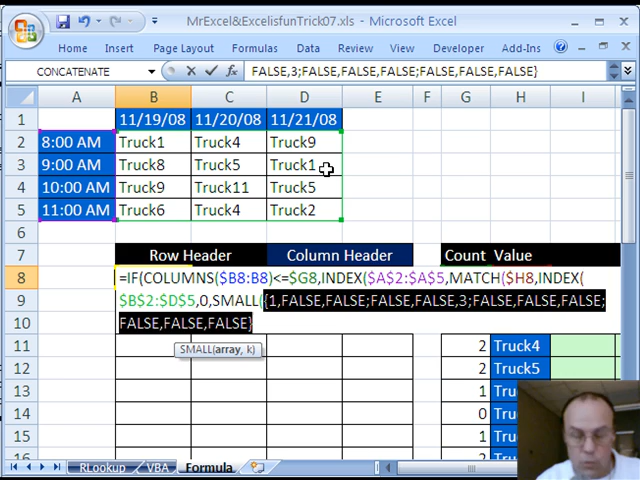 MrExcel&ExcelisfunTrick07.xls - Microsoft Excel
Home Insert Page Layout Formulas Data Review View Developer Add-Ins
CONCATENATE FALSE,3;FALSE,FALSE,FALSE;FALSE,FALSE,FALSE}
A B C D E F G H I
1 11/19/08 11/20/08 11/21/08
2 8:00 AM Truck1 Truck4 Truck9
3 9:00 AM Truck8 Truck5 Truck1
4 10:00 AM Truck9 Truck11 Truck5
5 11:00 AM Truck6 Truck4 Truck2
6
7 Row Header Column Header Count Value
8 =IF(COLUMNS($B8:B8)<=$G8,INDEX($A$2:$A$5,MATCH($H8,INDEX(
9 $B$2:$D$5,0,SMALL({1,FALSE,FALSE;FALSE,FALSE,3;FALSE,FALSE,FALSE;
10 FALSE,FALSE,FALSE}
SMALL(array, k)
11 2 Truck4
12 2 Truck5
13 1 Truck
14 0 Truck
15 1 Truck
16 2 Truck
RLookup VBA Formula